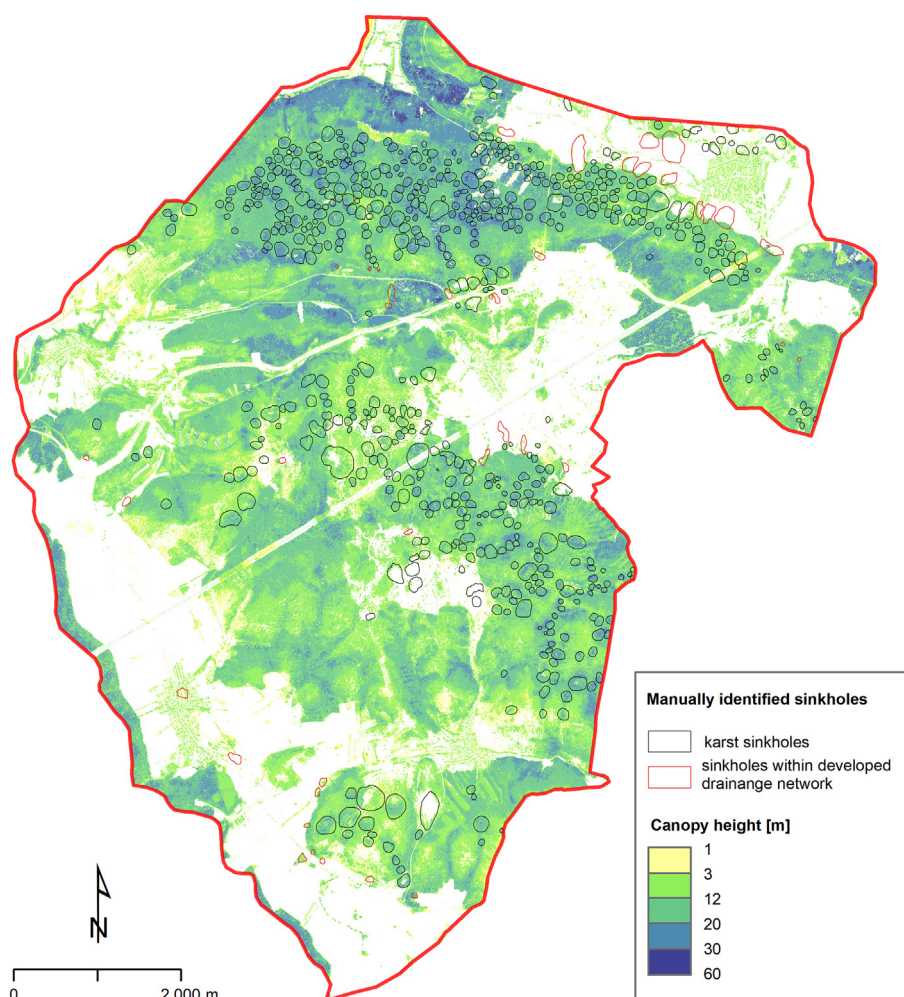 Manually identified sinkholes
karst sinkholes
sinkholes within developed
drainange network
Canopy height [m]
1
3
12
20
30
60
N
0 2 000 m